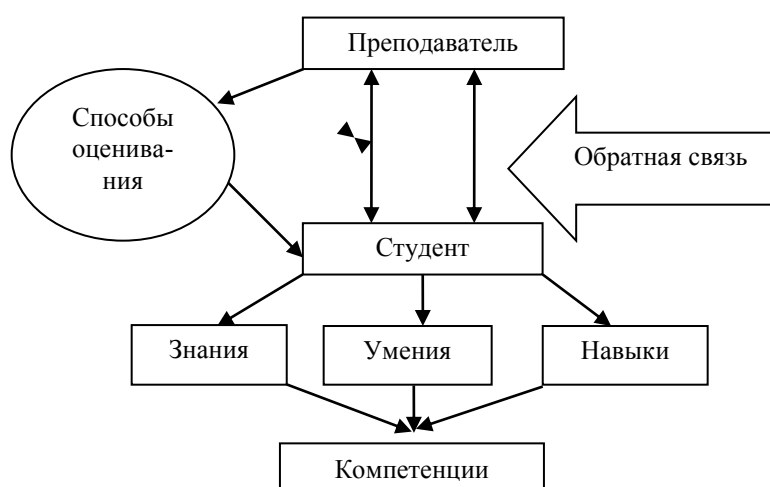 Преподаватель
Способы
оценива-
ния
Обратная связь
Студент
Знания
Умения
Навыки
Компетенции